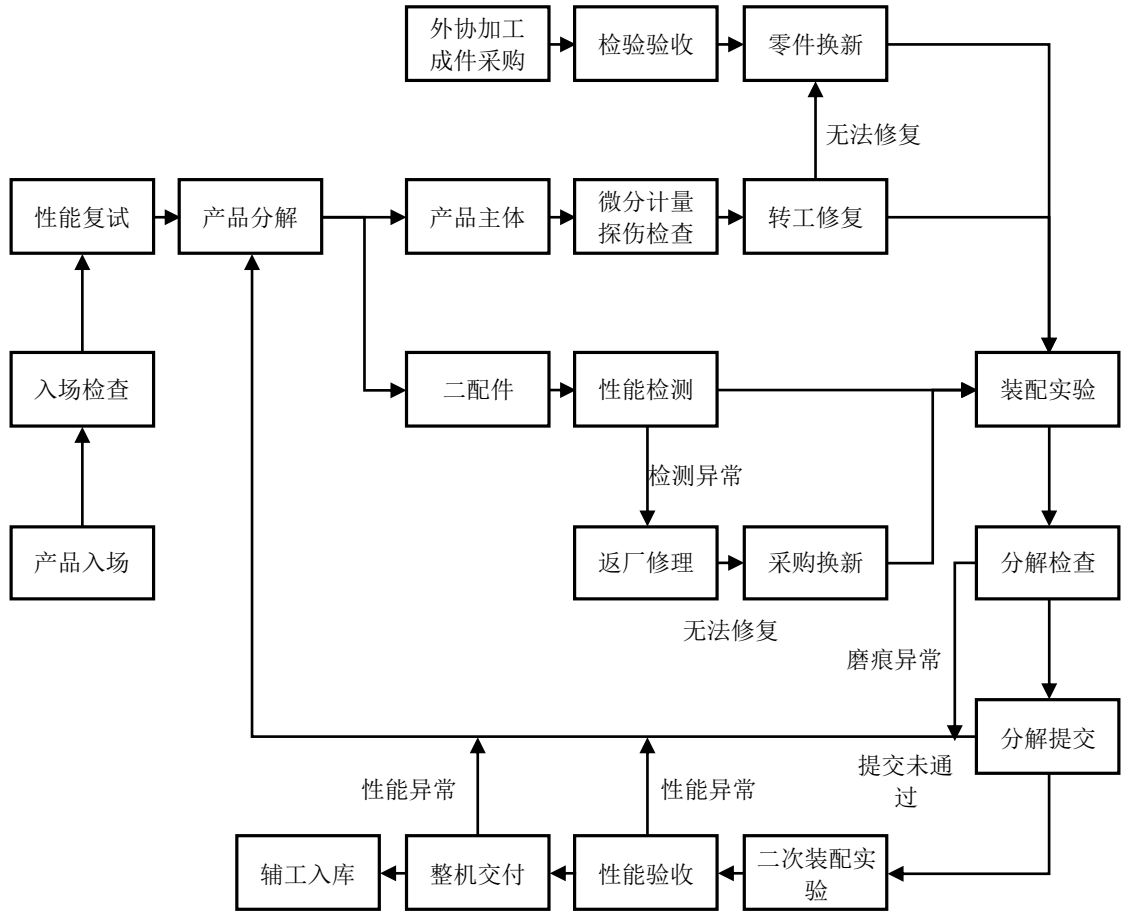 外协加工
成件采购
检验验收
零件换新
无法修复
性能复试
产品分解
产品主体
微分计量
探伤检查
转工修复
入场检查
二配件
性能检测
装配实验
检测异常
产品入场
返厂修理
采购换新
分解检查
无法修复
磨痕异常
分解提交
提交未通
过
性能异常
性能异常
辅工入库
整机交付
性能验收
二次装配实
验